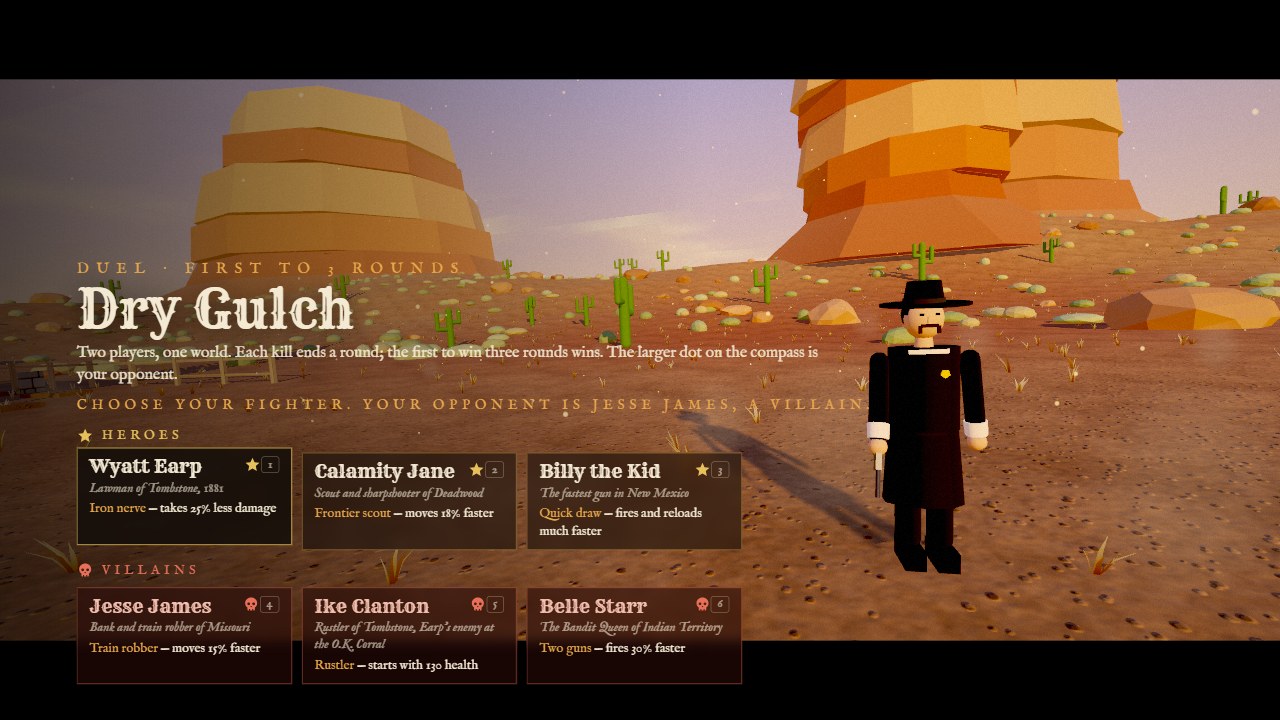 DUEL · FIRST TO 3 ROUNDS
Dry Gulch
Two players, one world. Each kill ends a round; the first to win three rounds wins. The larger dot on the compass is
your opponent.
CHOOSE YOUR FIGHTER. YOUR OPPONENT IS JESSE JAMES, A VILLAIN.
HEROES
Wyatt Earp 1
Lawman of Tombstone, 1881
Iron nerve — takes 25% less damage
Calamity Jane 2
Scout and sharpshooter of Deadwood
Frontier scout — moves 18% faster
Billy the Kid 3
The fastest gun in New Mexico
Quick draw — fires and reloads
much faster
VILLAINS
Jesse James 4
Bank and train robber of Missouri
Train robber — moves 15% faster
Ike Clanton 5
Rustler of Tombstone, Earp's enemy at
the O.K. Corral
Rustler — starts with 130 health
Belle Starr 6
The Bandit Queen of Indian Territory
Two guns — fires 30% faster